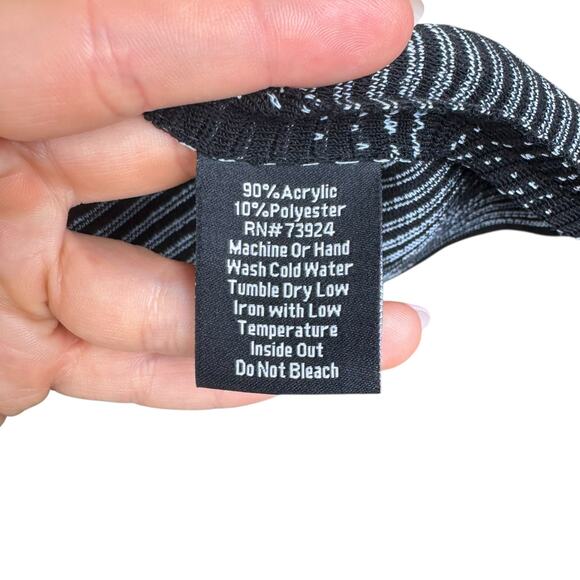 90%Acrylic
10%Polyester
RN#73924
Machine Or Hand
Wash Cold Water
Tumble Dry Low
Iron with Low
Temperature
Inside Out
Do Not Bleach